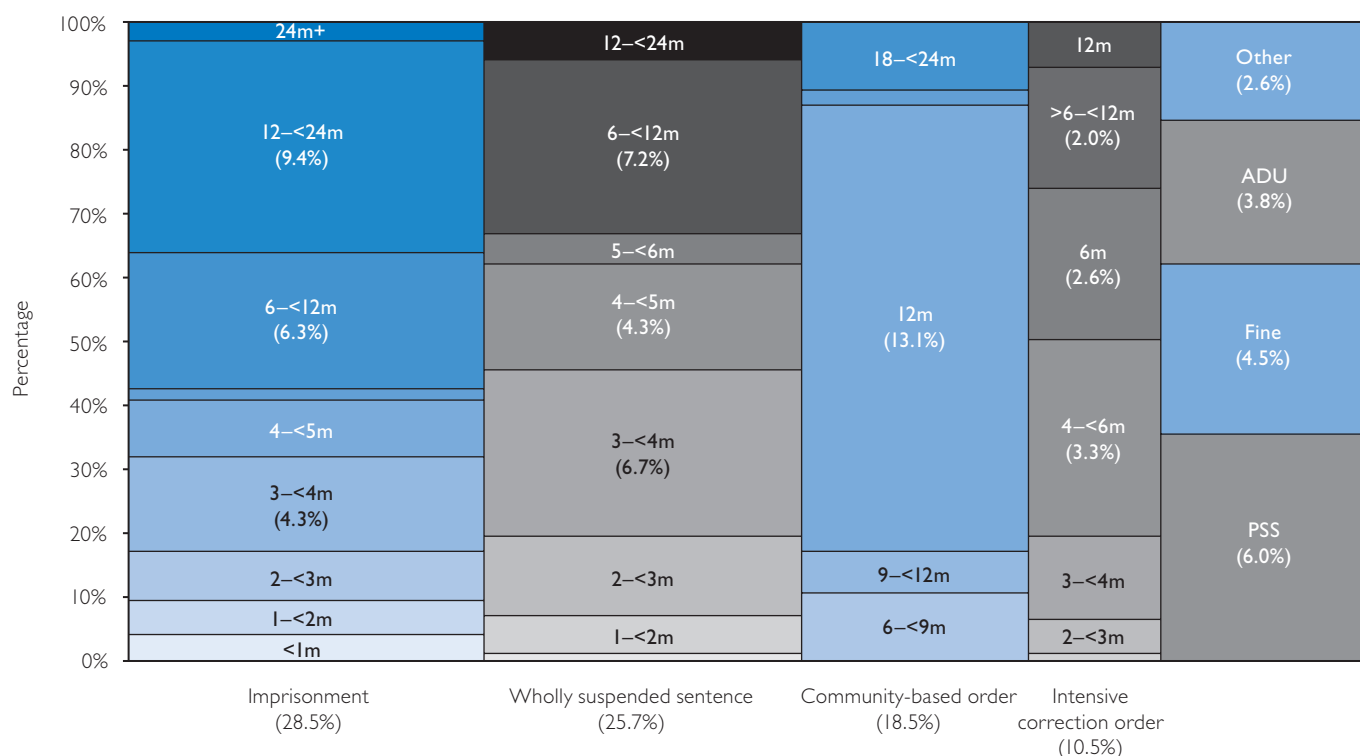 100%
90%
80%
70%
60%
50%
40%
30%
20%
10%
0%
Percentage
24m+
12–<24m
(9.4%)
6–<12m
(6.3%)
4–<5m
3–<4m
(4.3%)
2–<3m
1–<2m
<1m
12–<24m
6–<12m
(7.2%)
5–<6m
4–<5m
(4.3%)
3–<4m
(6.7%)
2–<3m
1–<2m
18–<24m
12m
(13.1%)
9–<12m
6–<9m
12m
>6–<12m
(2.0%)
6m
(2.6%)
4–<6m
(3.3%)
3–<4m
2–<3m
Other
(2.6%)
ADU
(3.8%)
Fine
(4.5%)
PSS
(6.0%)
Imprisonment
(28.5%)
Wholly suspended sentence
(25.7%)
Community-based order
(18.5%)
Intensive
correction order
(10.5%)